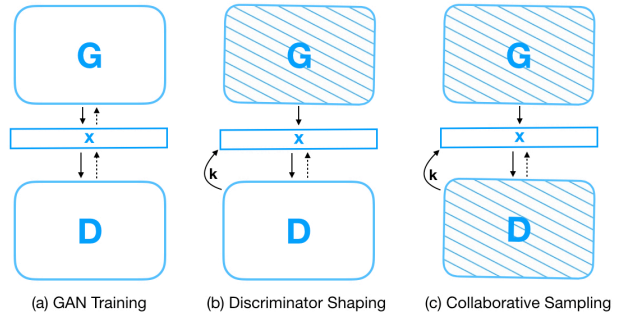 G
G
G
x
x
x
k
k
D
D
D
(a) GAN Training
(b) Discriminator Shaping
(c) Collaborative Sampling